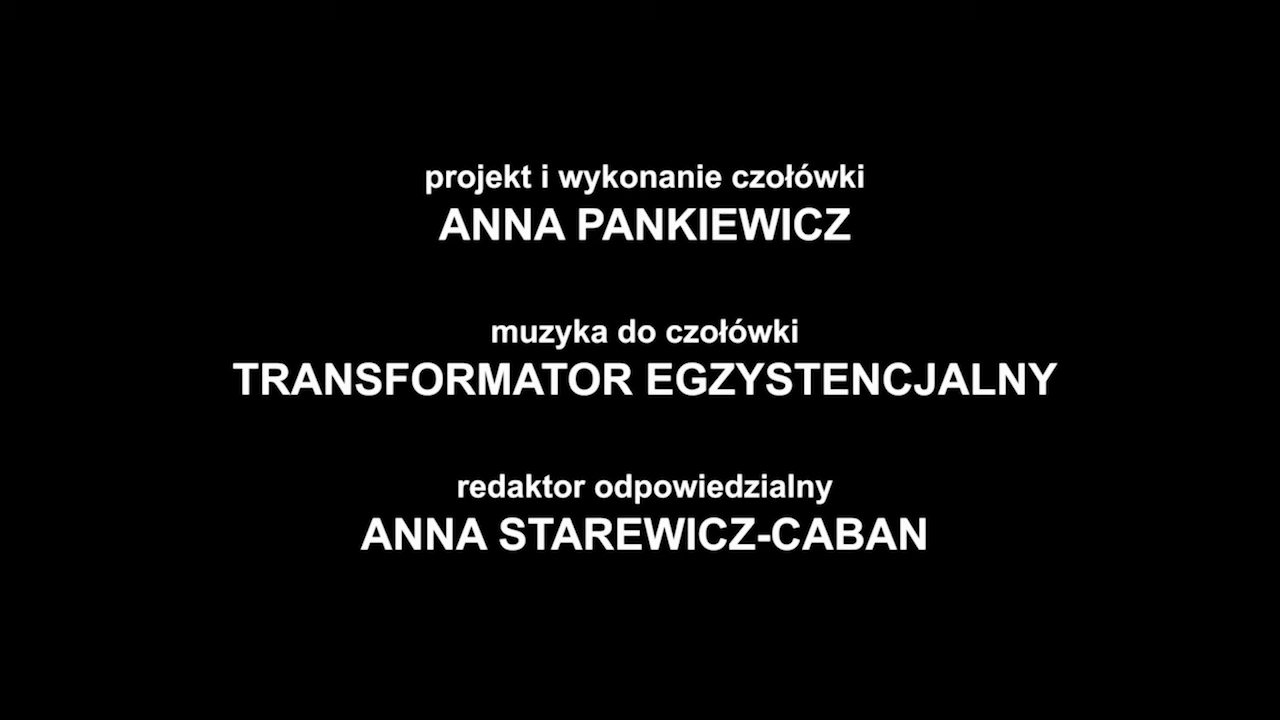 projekt i wykonanie czołówki
ANNA PANKIEWICZ
muzyka do czołówki
TRANSFORMATOR EGZYSTENCJALNY
redaktor odpowiedzialny
ANNA STAREWICZ-CABAN